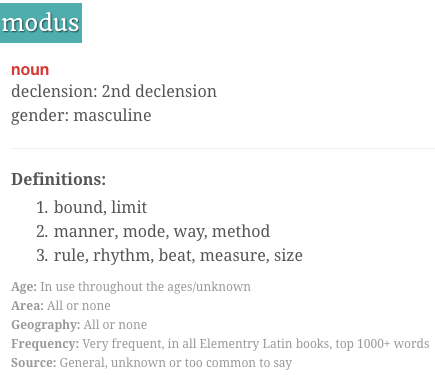 modus
noun
declension: 2nd declension
gender: masculine
Definitions:
1. bound, limit
2. manner, mode, way, method
3. rule, rhythm, beat, measure, size
Age: In use throughout the ages/unknown
Area: All or none
Geography: All or none
Frequency: Very frequent, in all Elementry Latin books, top 1000+ words
Source: General, unknown or too common to say